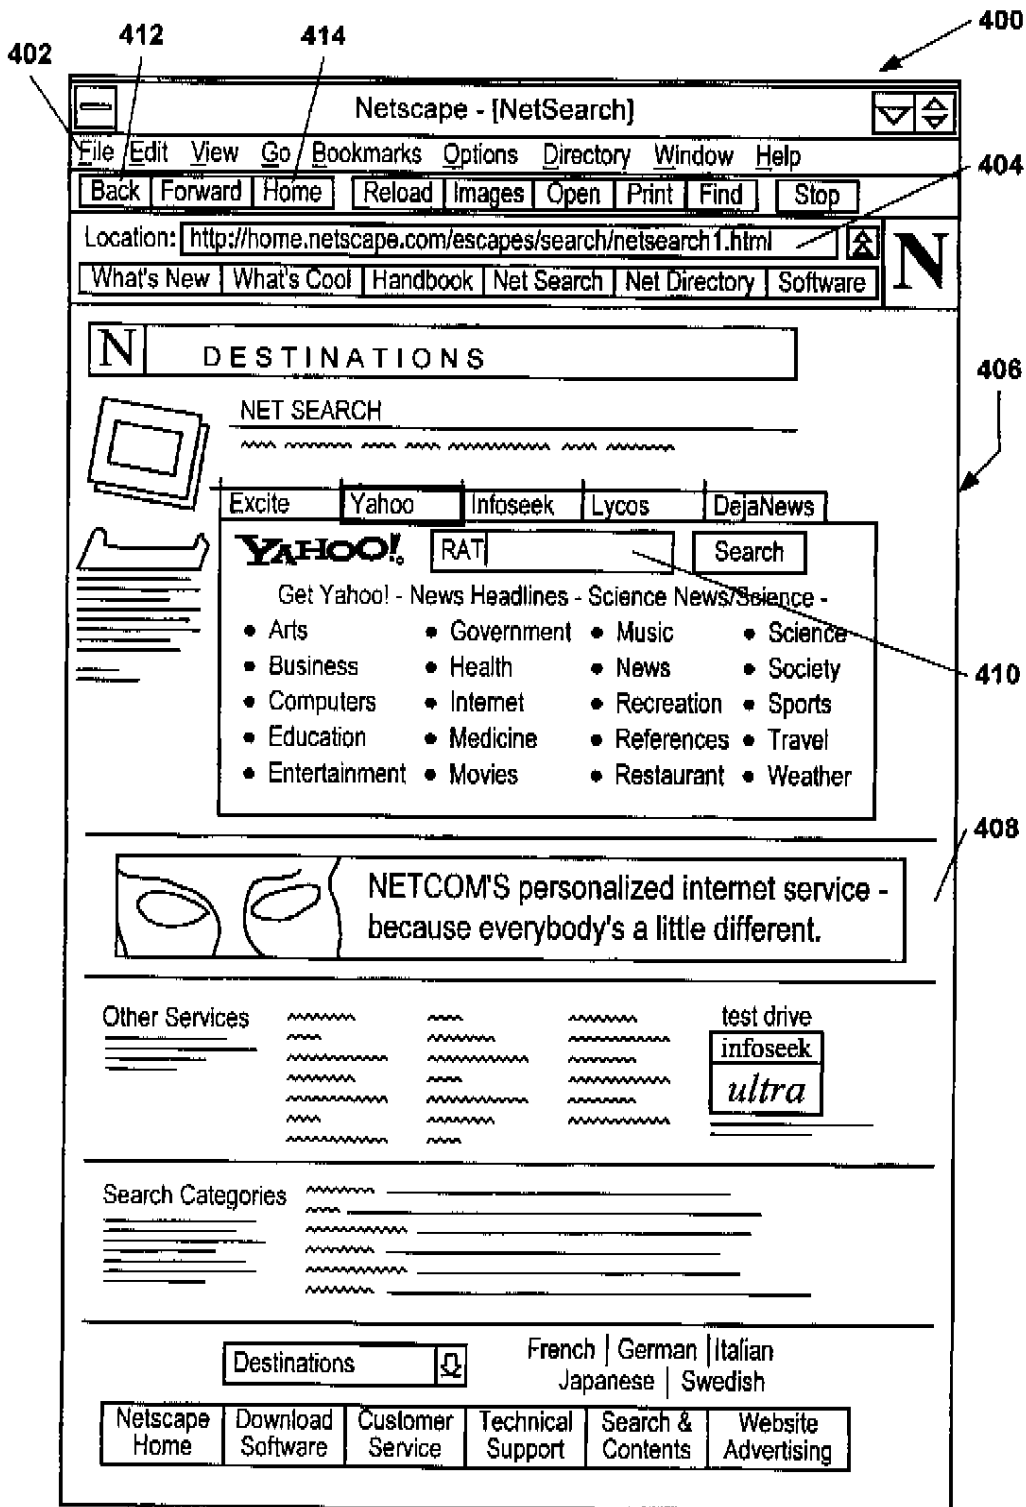 400
412 414
402
Netscape - [NetSearch]
File Edit View Go Bookmarks Options Directory Window Help
Back Forward Home Reload Images Open Print Find Stop
404
Location: http://home.netscape.com/escapes/search/netsearch1.html
N
What's New What's Cool Handbook Net Search Net Directory Software
N DESTINATIONS
406
NET SEARCH
Excite Yahoo Infoseek Lycos DejaNews
YAHOO! RAT Search
Get Yahoo! - News Headlines - Science News/Science -
• Arts • Government • Music • Science
• Business • Health • News • Society
410
• Computers • Internet • Recreation • Sports
• Education • Medicine • References • Travel
• Entertainment • Movies • Restaurant • Weather
408
NETCOM'S personalized internet service -
because everybody's a little different.
Other Services test drive
infoseek
ultra
Search Categories
Destinations
French | German | Italian
Japanese | Swedish
Netscape Home
Download Software
Customer Service
Technical Support
Search & Contents
Website Advertising